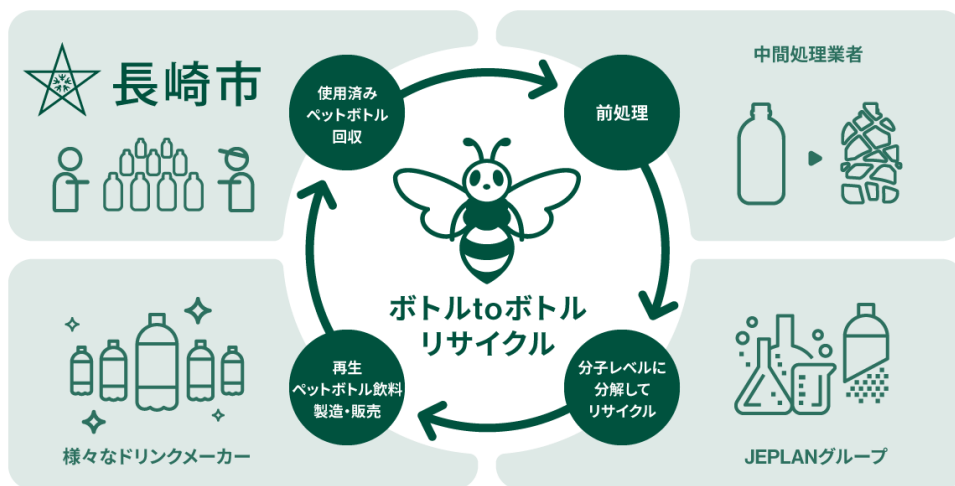 長崎市
使用済み
ペットボトル
回収
前処理
中間処理業者
ボトルtoボトル
リサイクル
再生
ペットボトル飲料
製造・販売
分子レベルに
分解して
リサイクル
様々なドリンクメーカー
JEPLANグループ